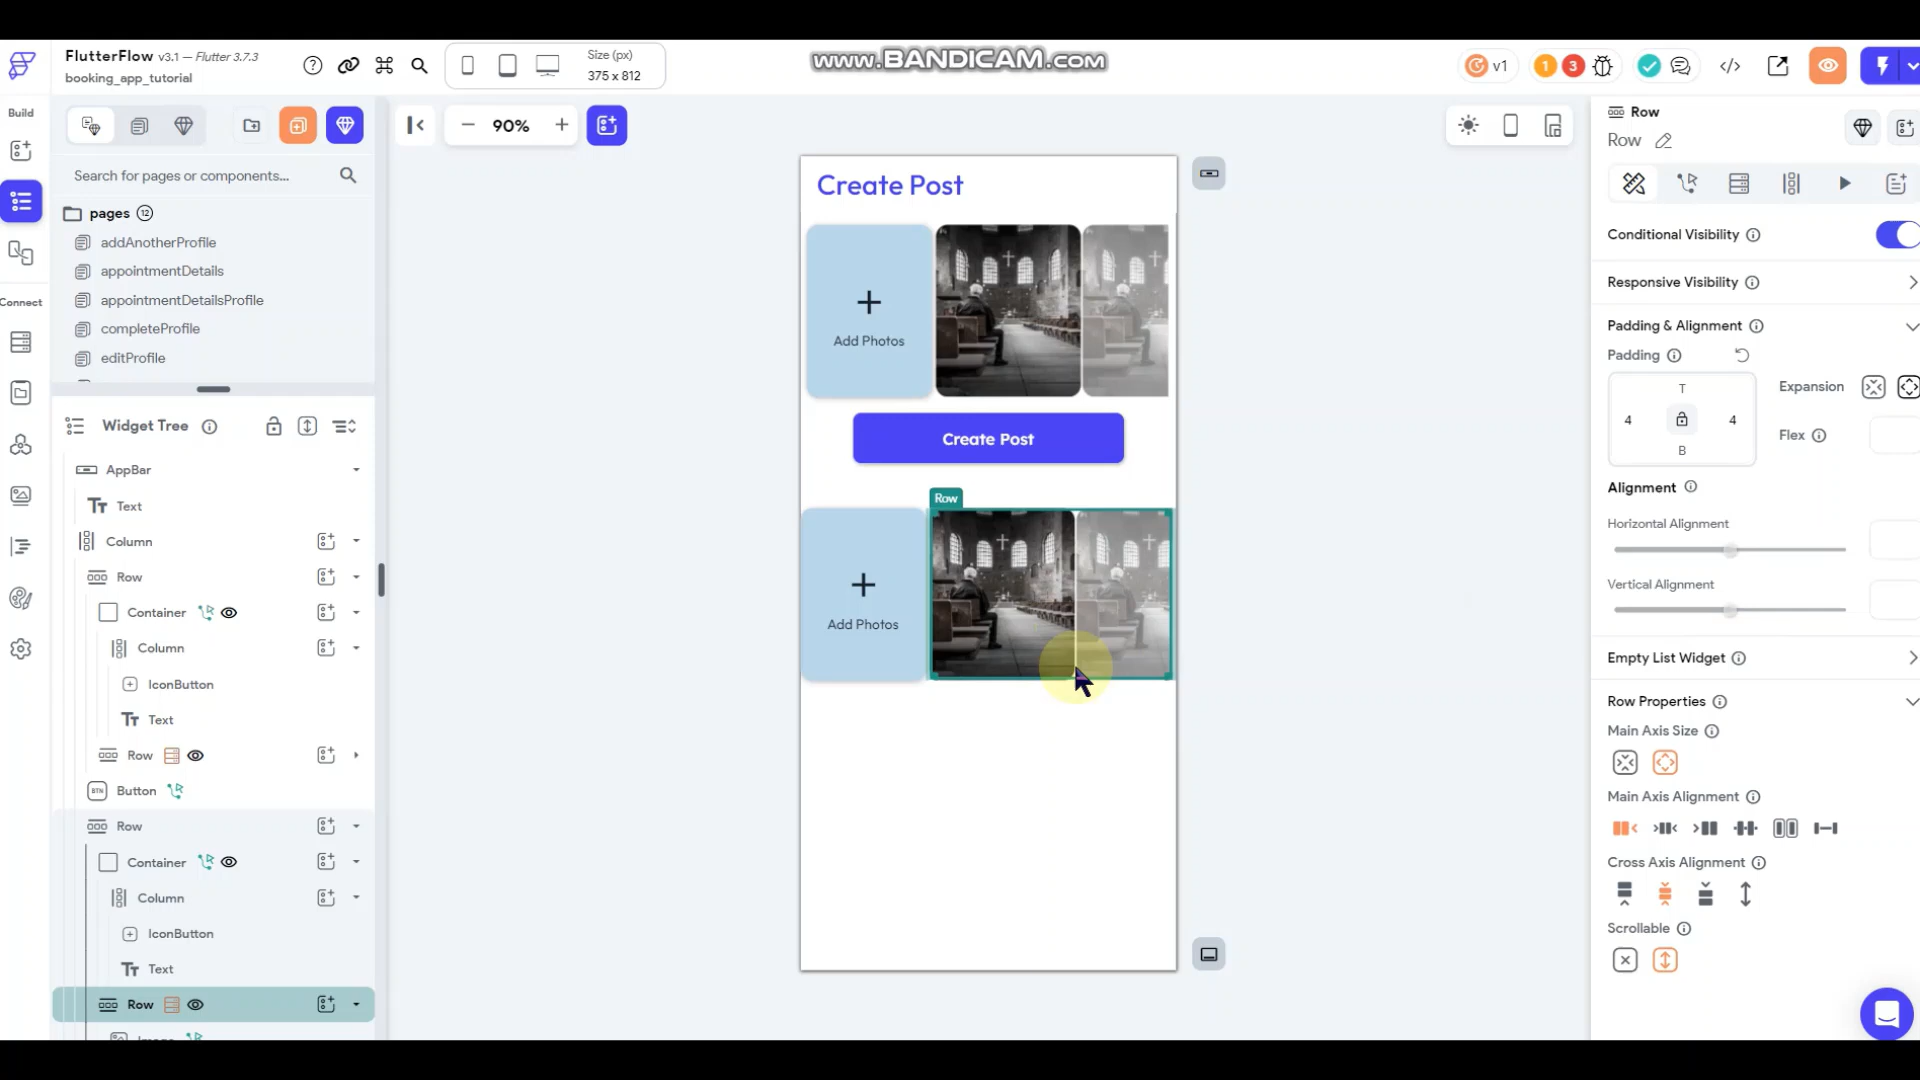 www.BANDICAM.com
FlutterFlow v3.1 — Flutter 3.7.3
booking_app_tutorial
Size (px)
375 x 812
v1
1
3
Build
Connect
90%
Search for pages or components...
pages 12
addAnotherProfile
appointmentDetails
appointmentDetailsProfile
completeProfile
editProfile
Widget Tree
AppBar
Text
Column
Row
Container
Column
IconButton
Text
Row
Button
BTN
Row
Container
Column
IconButton
Text
Row
Create Post
Add Photos
Create Post
Row
Add Photos
Row
Row
Conditional Visibility
Responsive Visibility
Padding & Alignment
Padding
T
4
4
B
Expansion
Flex
Alignment
Horizontal Alignment
Vertical Alignment
Empty List Widget
Row Properties
Main Axis Size
Main Axis Alignment
Cross Axis Alignment
Scrollable